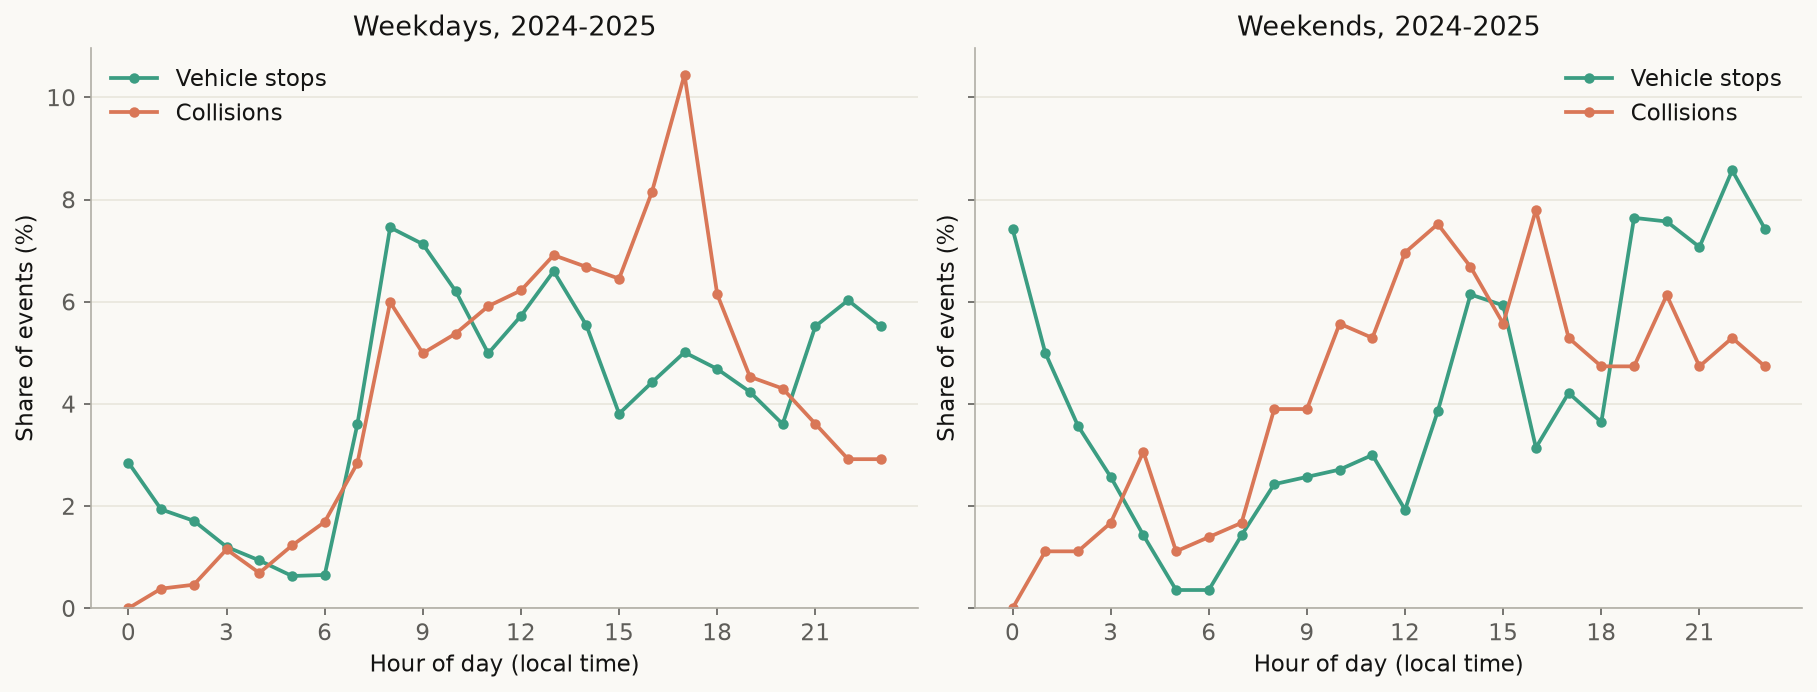 Weekdays, 2024-2025
Vehicle stops
Collisions
10
8
6
4
2
0
Share of events (%)
0 3 6 9 12 15 18 21
Hour of day (local time)
Weekends, 2024-2025
Vehicle stops
Collisions
Share of events (%)
0 3 6 9 12 15 18 21
Hour of day (local time)